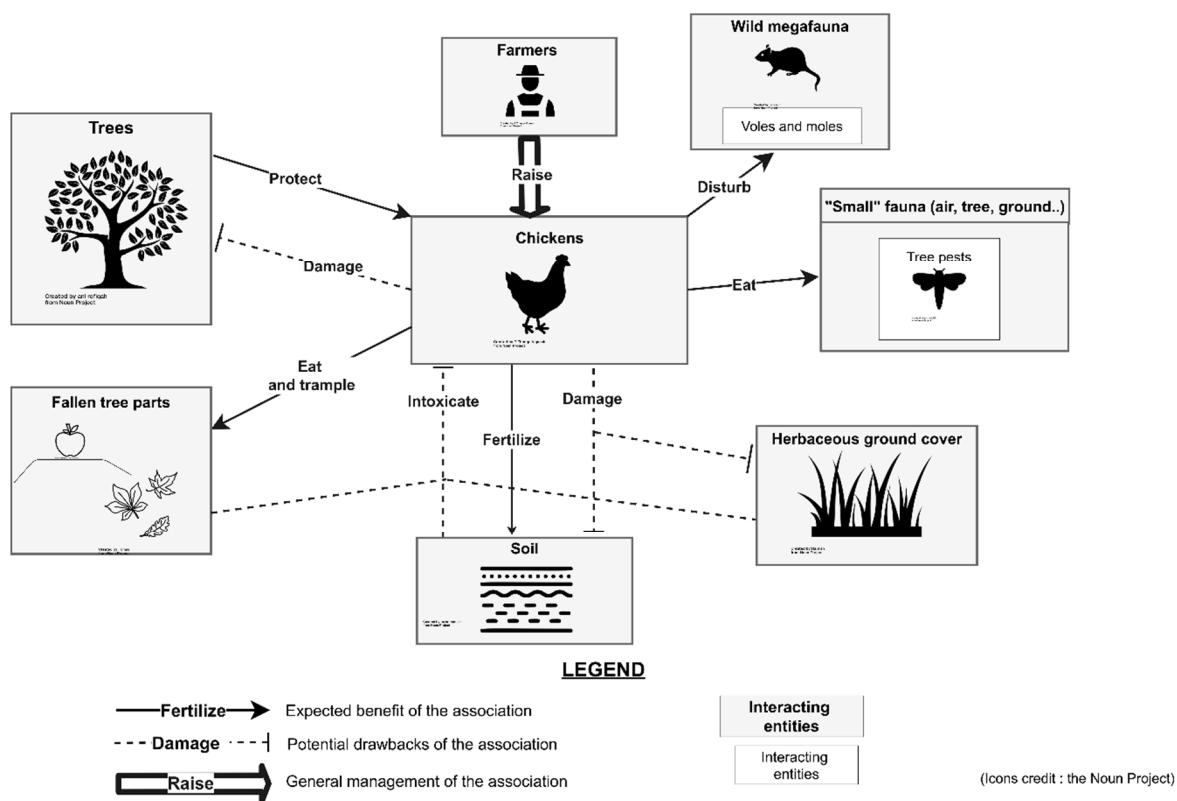 Farmers
Wild megafauna
Voles and moles
Trees
Created by arif rofiqah
from Noun Project
Protect
Raise
Disturb
"Small" fauna (air, tree, ground..)
Tree pests
Chickens
Damage
Eat
Eat
and trample
Intoxicate
Damage
Fertilize
Fallen tree parts
Herbaceous ground cover
Soil
LEGEND
Fertilize
Expected benefit of the association
Damage
Potential drawbacks of the association
Raise
General management of the association
Interacting
entities
Interacting
entities
(Icons credit : the Noun Project)